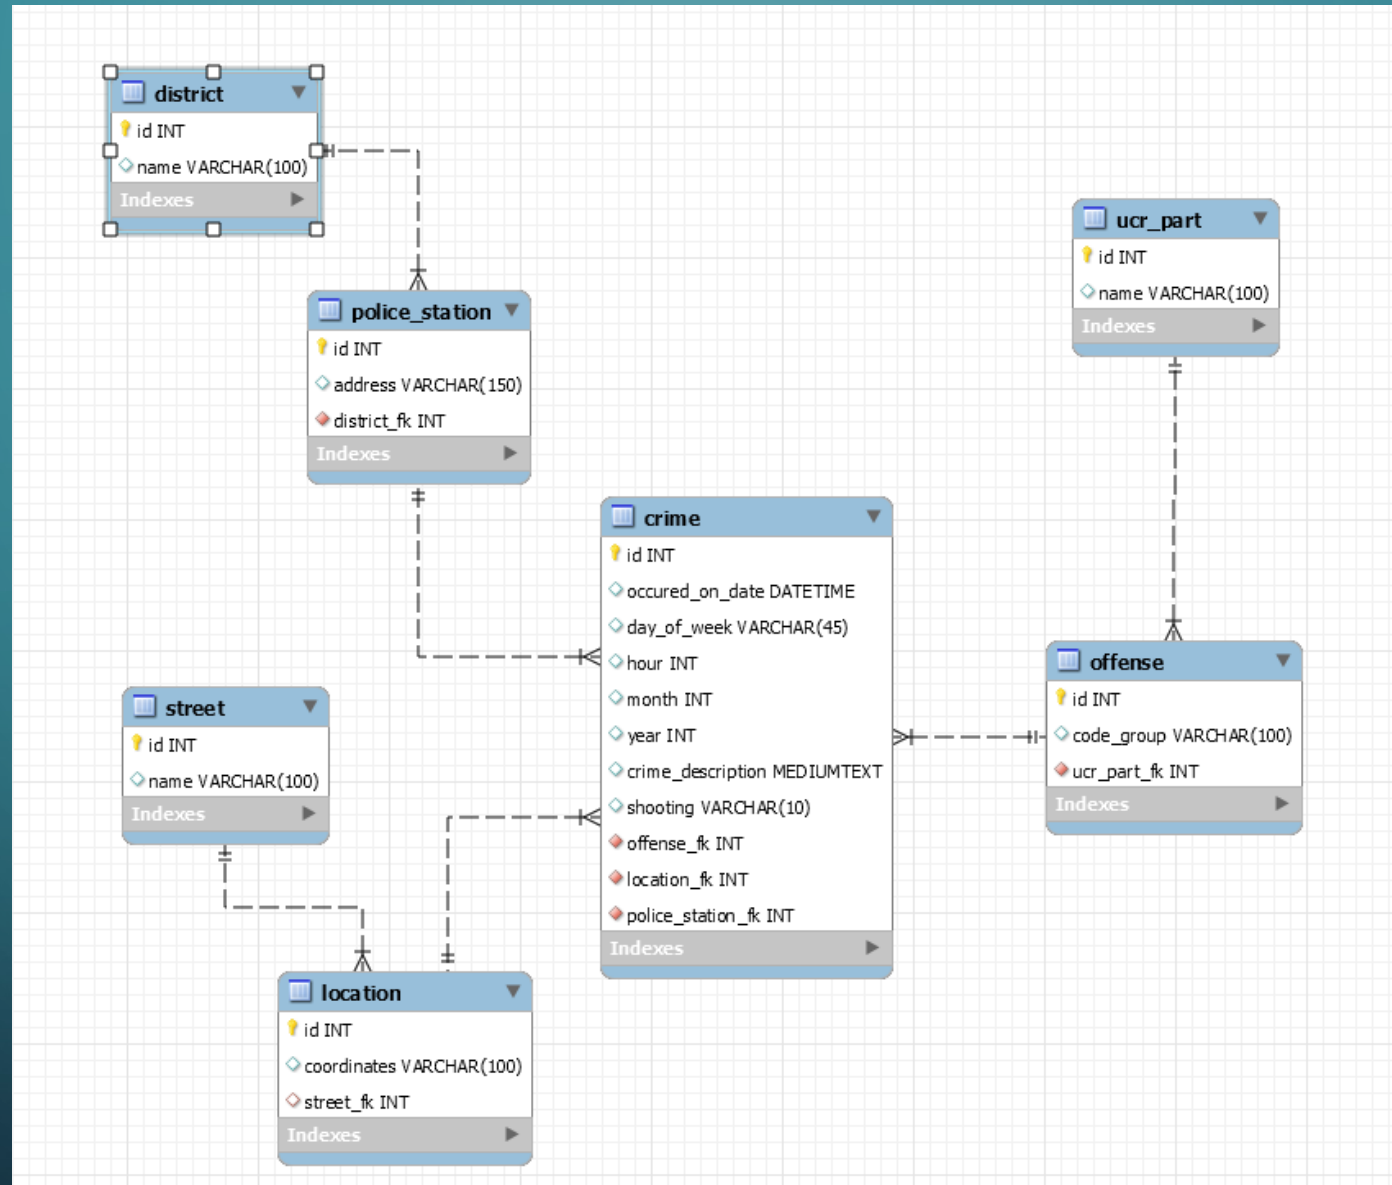 district
id INT
name VARCHAR(100)
Indexes
ucr_part
id INT
name VARCHAR(100)
Indexes
police_station
id INT
address VARCHAR(150)
district_fk INT
Indexes
crime
id INT
occured_on_date DATETIME
day_of_week VARCHAR(45)
hour INT
month INT
year INT
crime_description MEDIUMTEXT
shooting VARCHAR(10)
offense_fk INT
location_fk INT
police_station_fk INT
Indexes
offense
id INT
code_group VARCHAR(100)
ucr_part_fk INT
Indexes
street
id INT
name VARCHAR(100)
Indexes
location
id INT
coordinates VARCHAR(100)
street_fk INT
Indexes